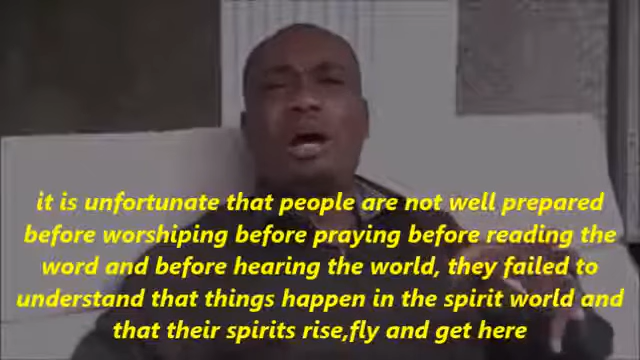 it is unfortunate that people are not well prepared
before worshiping before praying before reading the
word and before hearing the world, they failed to
understand that things happen in the spirit world and
that their spirits rise,fly and get here